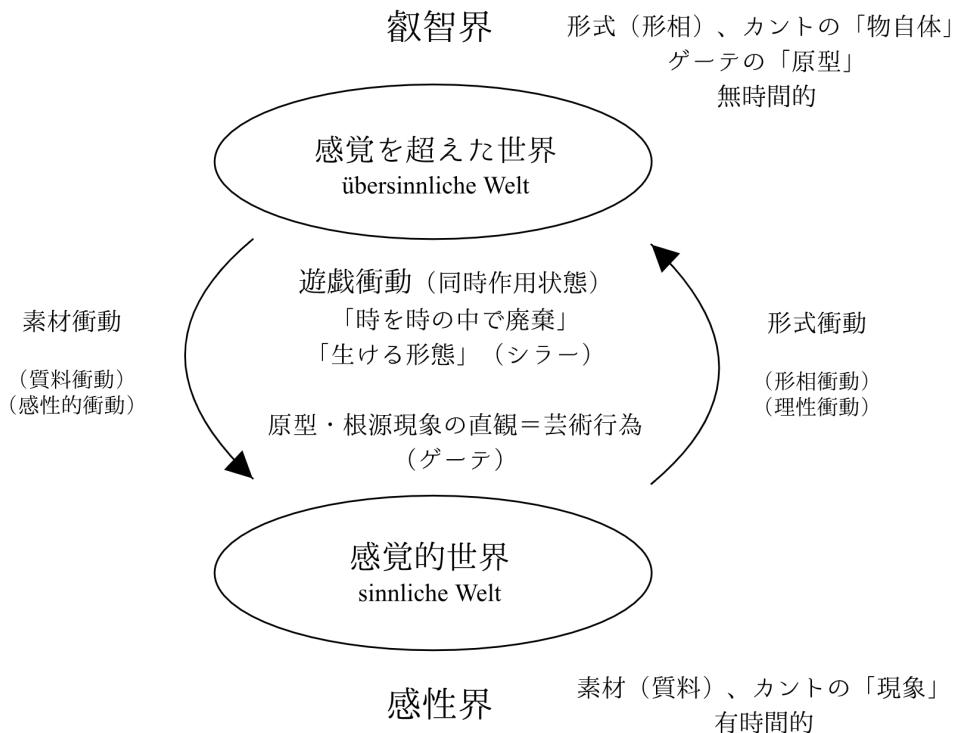 叡智界
形式（形相）、カントの「物自体」
ゲーテの「原型」
無時間的
感覚を超えた世界
übersinnliche Welt
遊戯衝動（同時作用状態）
「時を時の中で廃棄」
「生ける形態」（シラー）
素材衝動
（質料衝動）
（感性的衝動）
形式衝動
（形相衝動）
（理性衝動）
原型・根源現象の直観＝芸術行為
（ゲーテ）
感覚的世界
sinnliche Welt
感性界
素材（質料）、カントの「現象」
有時間的